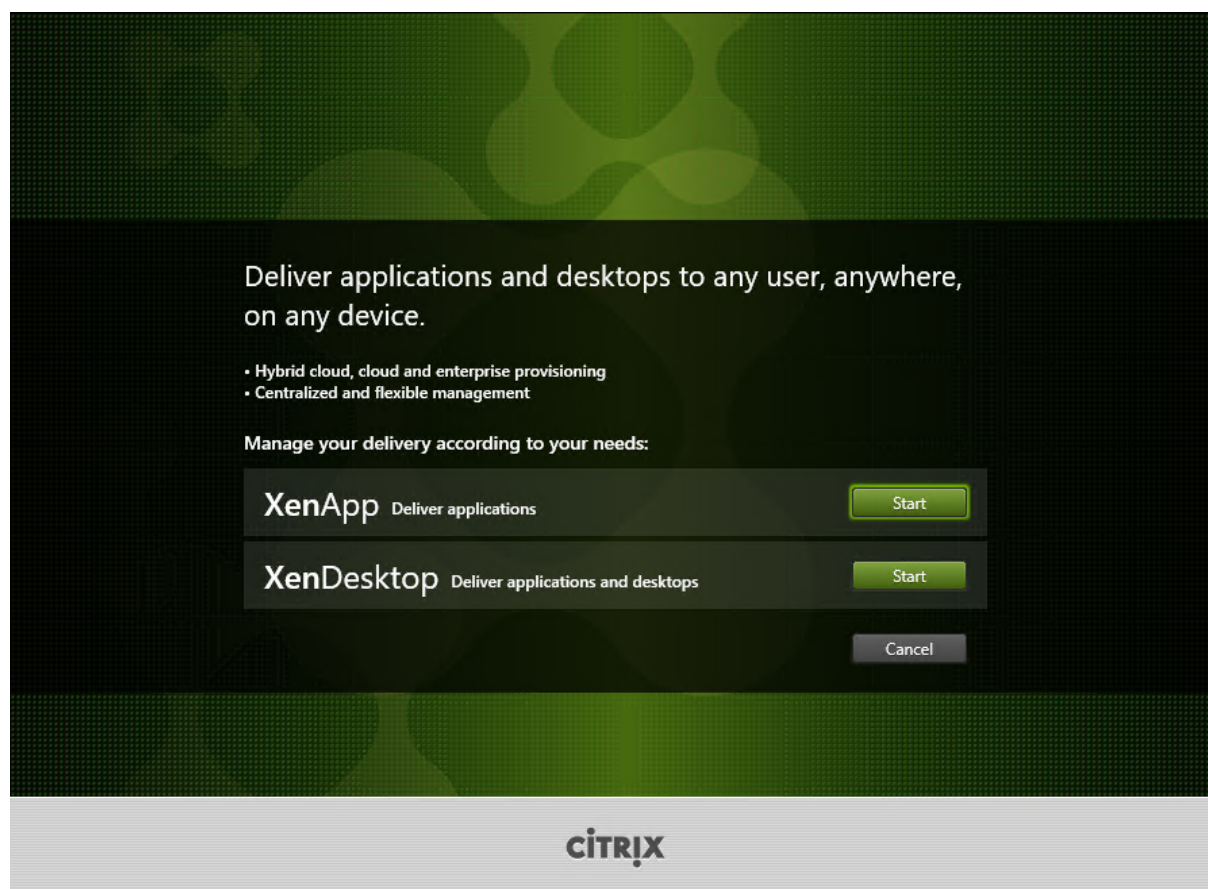 Deliver applications and desktops to any user, anywhere,
on any device.
• Hybrid cloud, cloud and enterprise provisioning
• Centralized and flexible management
Manage your delivery according to your needs:
XenApp Deliver applications Start
XenDesktop Deliver applications and desktops Start
Cancel
CİTRỊX